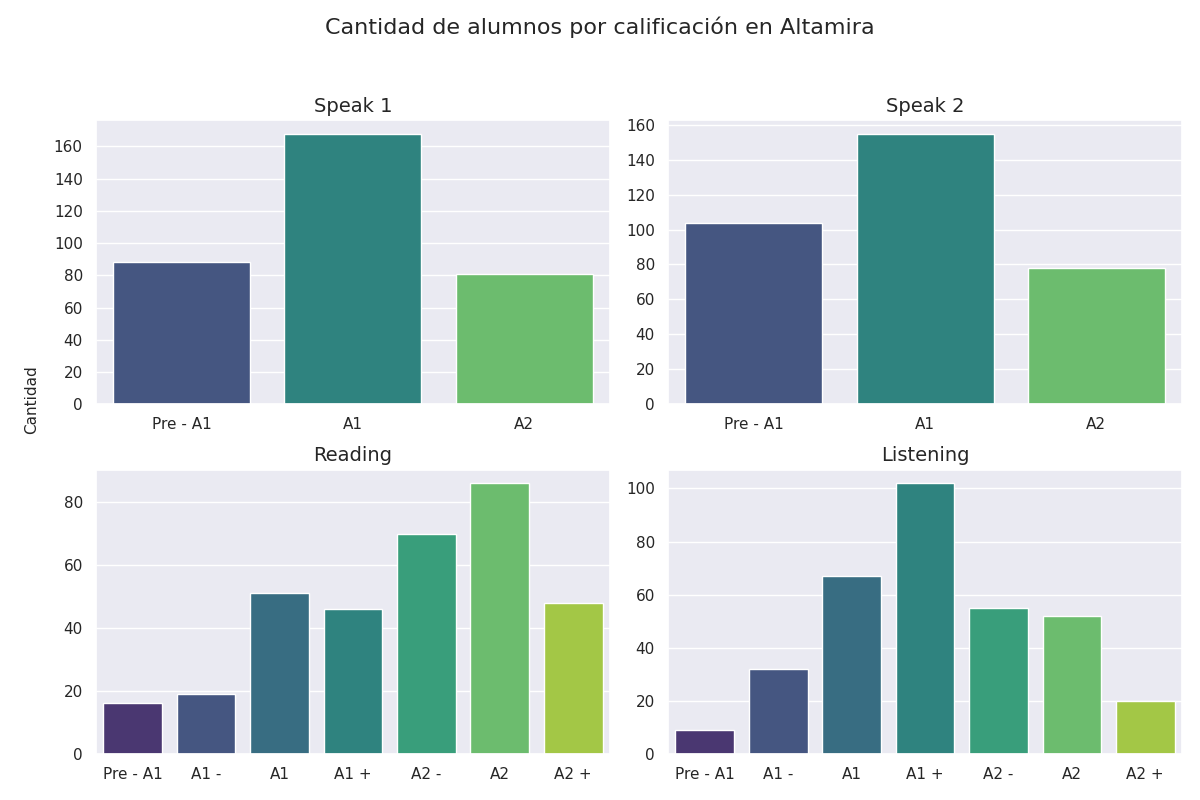 Cantidad de alumnos por calificación en Altamira
Speak 1
160
140
120
100
80
60
40
20
0
Pre - A1 A1 A2
Speak 2
160
140
120
100
80
60
40
20
0
Pre - A1 A1 A2
Cantidad
Reading
80
60
40
20
0
Pre - A1 A1 - A1 A1 + A2 - A2 A2 +
Listening
100
80
60
40
20
0
Pre - A1 A1 - A1 A1 + A2 - A2 A2 +